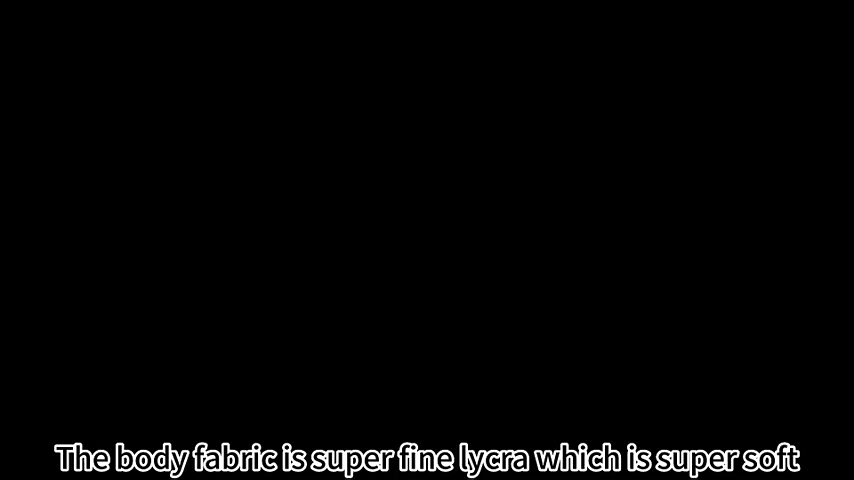 The body fabric is super fine lycra which is super soft